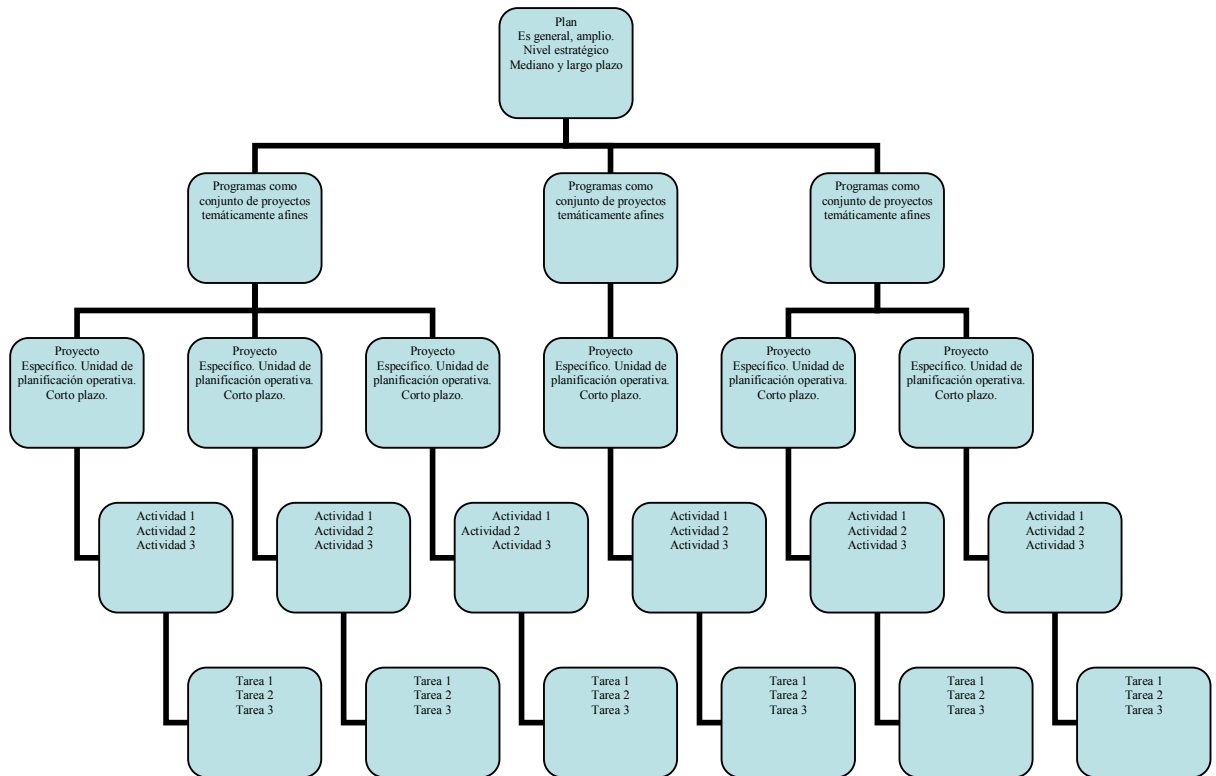 Plan
Es general, amplio.
Nivel estratégico
Mediano y largo plazo
Programas como
conjunto de proyectos
temáticamente afines
Programas como
conjunto de proyectos
temáticamente afines
Programas como
conjunto de proyectos
temáticamente afines
Proyecto
Específico. Unidad de
planificación operativa.
Corto plazo.
Proyecto
Específico. Unidad de
planificación operativa.
Corto plazo.
Proyecto
Específico. Unidad de
planificación operativa.
Corto plazo.
Proyecto
Específico. Unidad de
planificación operativa.
Corto plazo.
Proyecto
Específico. Unidad de
planificación operativa.
Corto plazo.
Proyecto
Específico. Unidad de
planificación operativa.
Corto plazo.
Actividad 1
Actividad 2
Actividad 3
Actividad 1
Actividad 2
Actividad 3
Actividad 1
Actividad 2
Actividad 3
Actividad 1
Actividad 2
Actividad 3
Actividad 1
Actividad 2
Actividad 3
Actividad 1
Actividad 2
Actividad 3
Tarea 1
Tarea 2
Tarea 3
Tarea 1
Tarea 2
Tarea 3
Tarea 1
Tarea 2
Tarea 3
Tarea 1
Tarea 2
Tarea 3
Tarea 1
Tarea 2
Tarea 3
Tarea 1
Tarea 2
Tarea 3